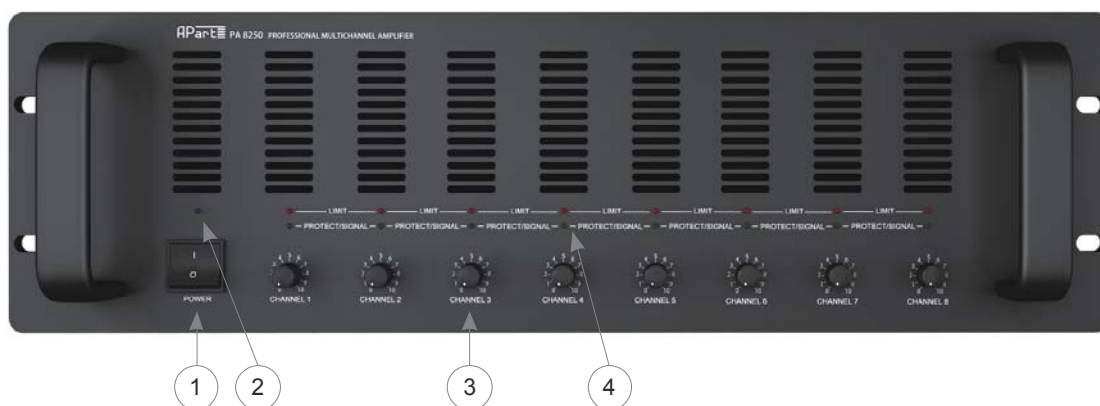 APart PA 8250 PROFESSIONAL MULTICHANNEL AMPLIFIER
LIMIT LIMIT LIMIT LIMIT LIMIT LIMIT LIMIT
PROTECT/SIGNAL PROTECT/SIGNAL PROTECT/SIGNAL PROTECT/SIGNAL PROTECT/SIGNAL PROTECT/SIGNAL PROTECT/SIGNAL
I
O
POWER CHANNEL 1 CHANNEL 2 CHANNEL 3 CHANNEL 4 CHANNEL 5 CHANNEL 6 CHANNEL 7 CHANNEL 8
1 2 3 4